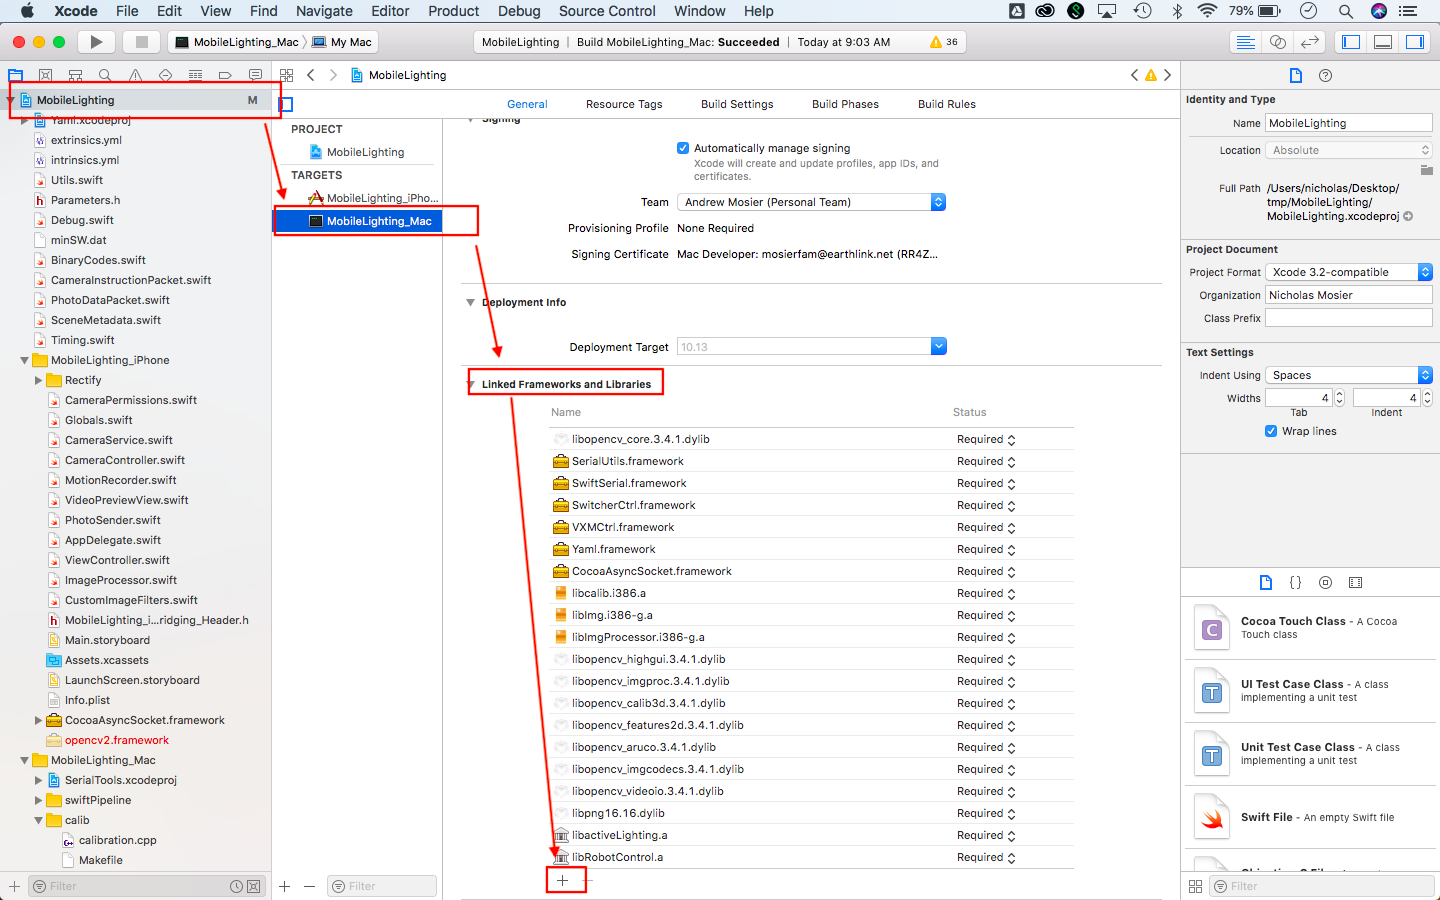 Xcode File Edit View Find Navigate Editor Product Debug Source Control Window Help 79%
MobileLighting_Mac My Mac MobileLighting | Build MobileLighting_Mac: Succeeded | Today at 9:03 AM 36
MobileLighting M
Yaml.xcodeproj
extrinsics.yml
intrinsics.yml
Utils.swift
Parameters.h
Debug.swift
minSW.dat
BinaryCodes.swift
CameraInstructionPacket.swift
PhotoDataPacket.swift
SceneMetadata.swift
Timing.swift
MobileLighting_iPhone
Rectify
CameraPermissions.swift
Globals.swift
CameraService.swift
CameraController.swift
MotionRecorder.swift
VideoPreviewView.swift
PhotoSender.swift
AppDelegate.swift
ViewController.swift
ImageProcessor.swift
CustomImageFilters.swift
MobileLighting_i...ridging_Header.h
Main.storyboard
Assets.xcassets
LaunchScreen.storyboard
Info.plist
CocoaAsyncSocket.framework
opencv2.framework
MobileLighting_Mac
SerialTools.xcodeproj
swiftPipeline
calib
calibration.cpp
Makefile
Filter
MobileLighting
General Resource Tags Build Settings Build Phases Build Rules
PROJECT
MobileLighting
TARGETS
MobileLighting_iPho...
MobileLighting_Mac
Filter
Signing
Automatically manage signing
Xcode will create and update profiles, app IDs, and
certificates.
Team Andrew Mosier (Personal Team)
Provisioning Profile None Required
Signing Certificate Mac Developer: mosierfam@earthlink.net (RR4Z...
Deployment Info
Deployment Target 10.13
Linked Frameworks and Libraries
Name Status
libopencv_core.3.4.1.dylib Required
SerialUtils.framework Required
SwiftSerial.framework Required
SwitcherCtrl.framework Required
VXMCtrl.framework Required
Yaml.framework Required
CocoaAsyncSocket.framework Required
libcalib.i386.a Required
libImg.i386-g.a Required
libImgProcessor.i386-g.a Required
libopencv_highgui.3.4.1.dylib Required
libopencv_imgproc.3.4.1.dylib Required
libopencv_calib3d.3.4.1.dylib Required
libopencv_features2d.3.4.1.dylib Required
libopencv_aruco.3.4.1.dylib Required
libopencv_imgcodecs.3.4.1.dylib Required
libopencv_videoio.3.4.1.dylib Required
libpng16.16.dylib Required
libactiveLighting.a Required
libRobotControl.a Required
Identity and Type
Name MobileLighting
Location Absolute
Full Path /Users/nicholas/Desktop/
tmp/MobileLighting/
MobileLighting.xcodeproj
Project Document
Project Format Xcode 3.2-compatible
Organization Nicholas Mosier
Class Prefix
Text Settings
Indent Using Spaces
Widths 4 4
Tab Indent
Wrap lines
Cocoa Touch Class - A Cocoa
Touch class
UI Test Case Class - A class
implementing a unit test
Unit Test Case Class - A class
implementing a unit test
Swift File - An empty Swift file
Filter